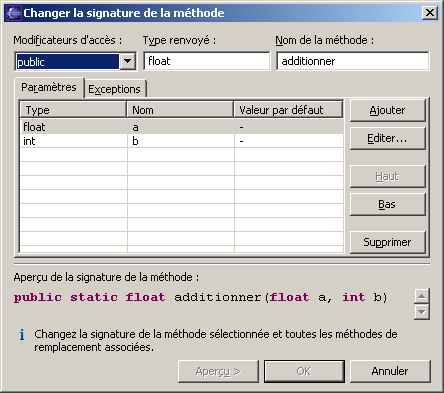 Changer la signature de la méthode
Modificateurs d'accès : Type renvoyé : Nom de la méthode :
public float additionner
Paramètres Exceptions
Type Nom Valeur par défaut
float a -
int b -
Ajouter
Editer...
Haut
Bas
Supprimer
Aperçu de la signature de la méthode :
public static float additionner(float a, int b)
i Changez la signature de la méthode sélectionnée et toutes les méthodes de
remplacement associées.
Aperçu > OK Annuler